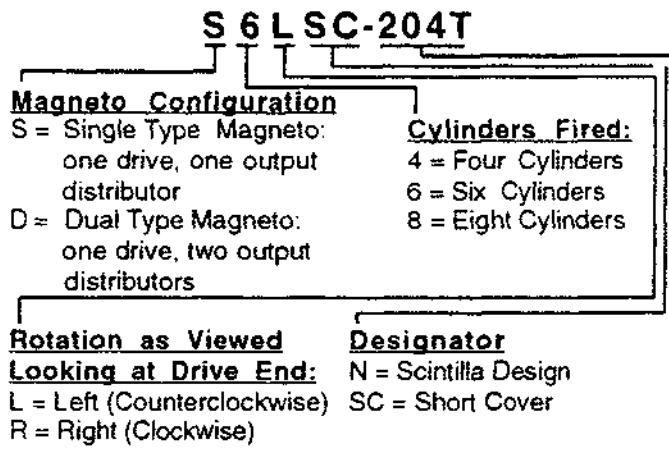 S 6 L SC-204T
Magneto Configuration
S = Single Type Magneto:
one drive, one output
distributor
D = Dual Type Magneto:
one drive, two output
distributors
Cylinders Fired:
4 = Four Cylinders
6 = Six Cylinders
8 = Eight Cylinders
Rotation as Viewed
Looking at Drive End:
L = Left (Counterclockwise)
R = Right (Clockwise)
Designator
N = Scintilla Design
SC = Short Cover